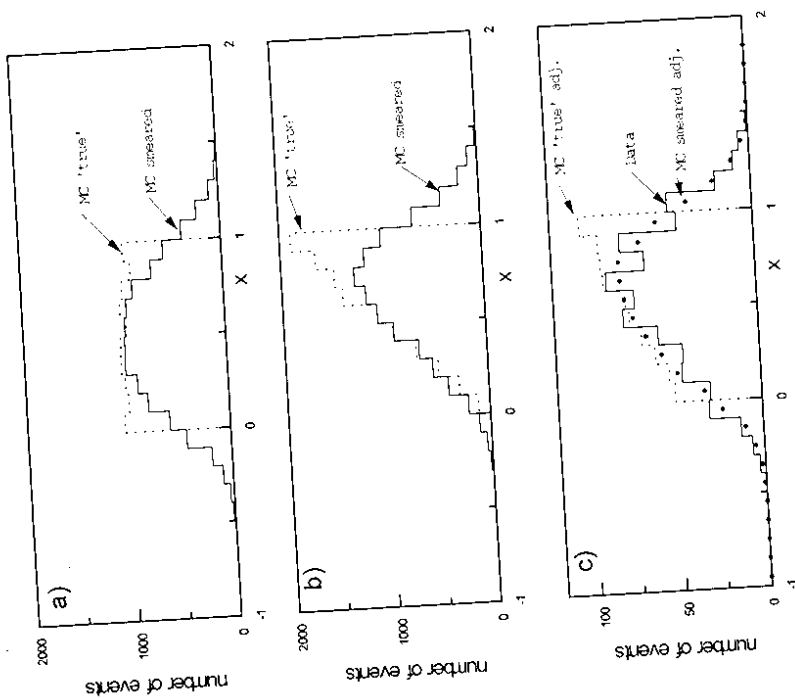 a)
2000
1000
0
number of events
MC 'true'
MC smeared
-1
0
1
2
X
b)
2000
1000
0
number of events
MC 'true'
MC smeared
-1
0
1
2
X
c)
100
50
0
number of events
MC 'true' adj.
Data
MC smeared adj.
-1
0
1
2
X